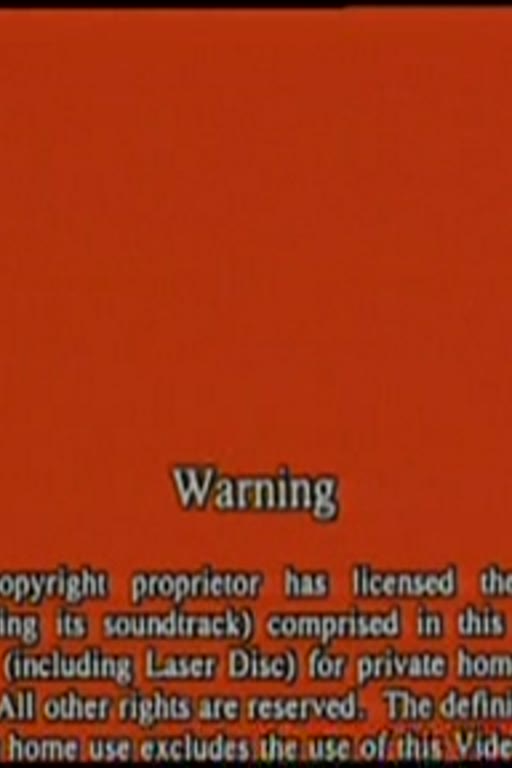 Warning
opyright proprietor has licensed the
ing its soundtrack) comprised in this
(including Laser Disc) for private hom
All other rights are reserved. The defini
home use excludes the use of this Vide